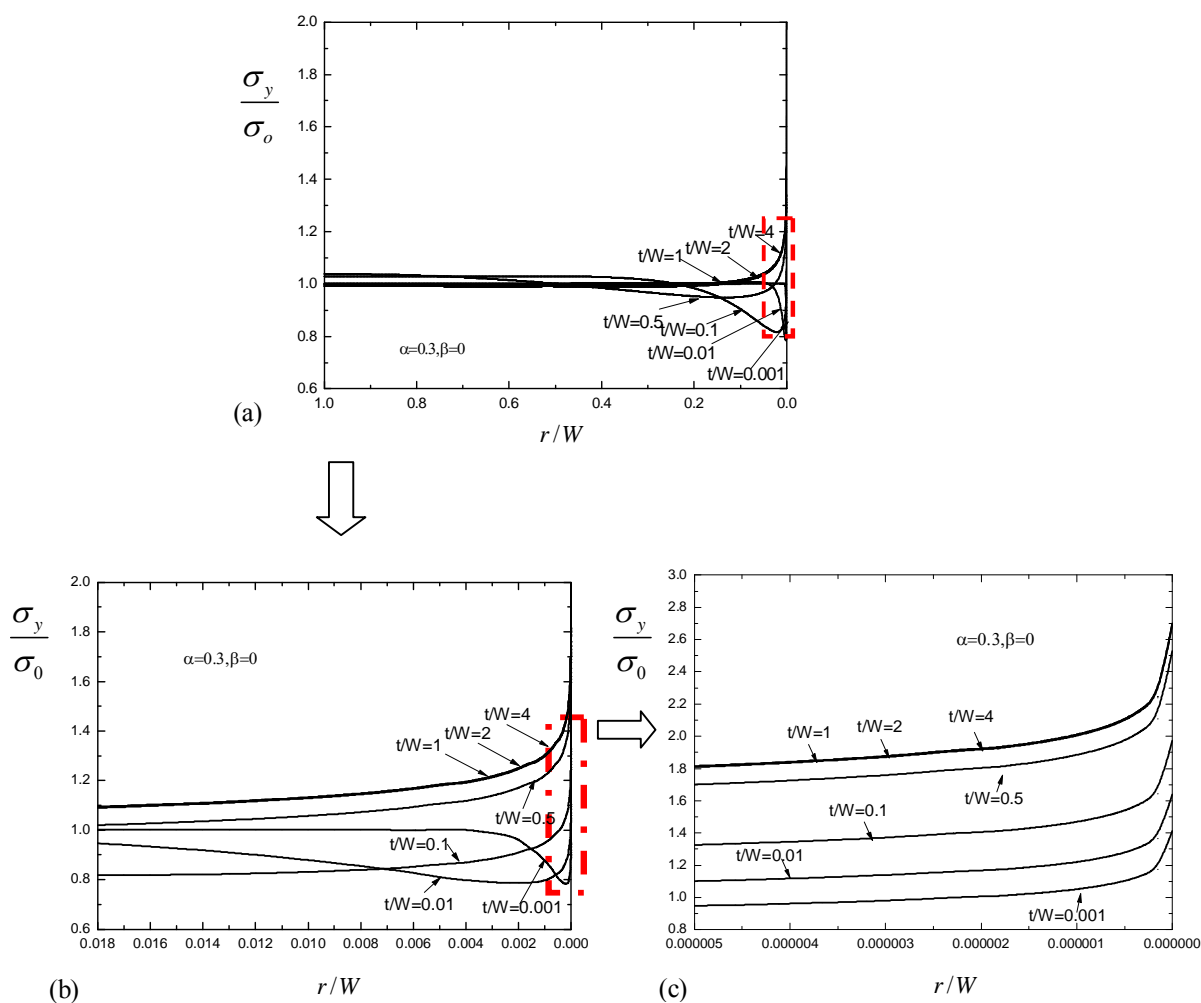 2.0
1.8
1.6
1.4
1.2
1.0
0.8
0.6
σy
σo
t/W=4
t/W=1
t/W=2
t/W=0.5
t/W=0.1
t/W=0.01
t/W=0.001
α=0.3,β=0
1.0 0.8 0.6 0.4 0.2 0.0
(a)
r/W
2.0
1.8
1.6
1.4
1.2
1.0
0.8
0.6
σy
σ0
α=0.3,β=0
t/W=4
t/W=2
t/W=1
t/W=0.5
t/W=0.1
t/W=0.01
t/W=0.001
0.018 0.016 0.014 0.012 0.010 0.008 0.006 0.004 0.002 0.000
(b)
r/W
3.0
2.8
2.6
2.4
2.2
2.0
1.8
1.6
1.4
1.2
1.0
0.8
σy
σ0
α=0.3,β=0
t/W=1
t/W=2
t/W=4
t/W=0.5
t/W=0.1
t/W=0.01
t/W=0.001
0.000005 0.000004 0.000003 0.000002 0.000001 0.000000
(c)
r/W